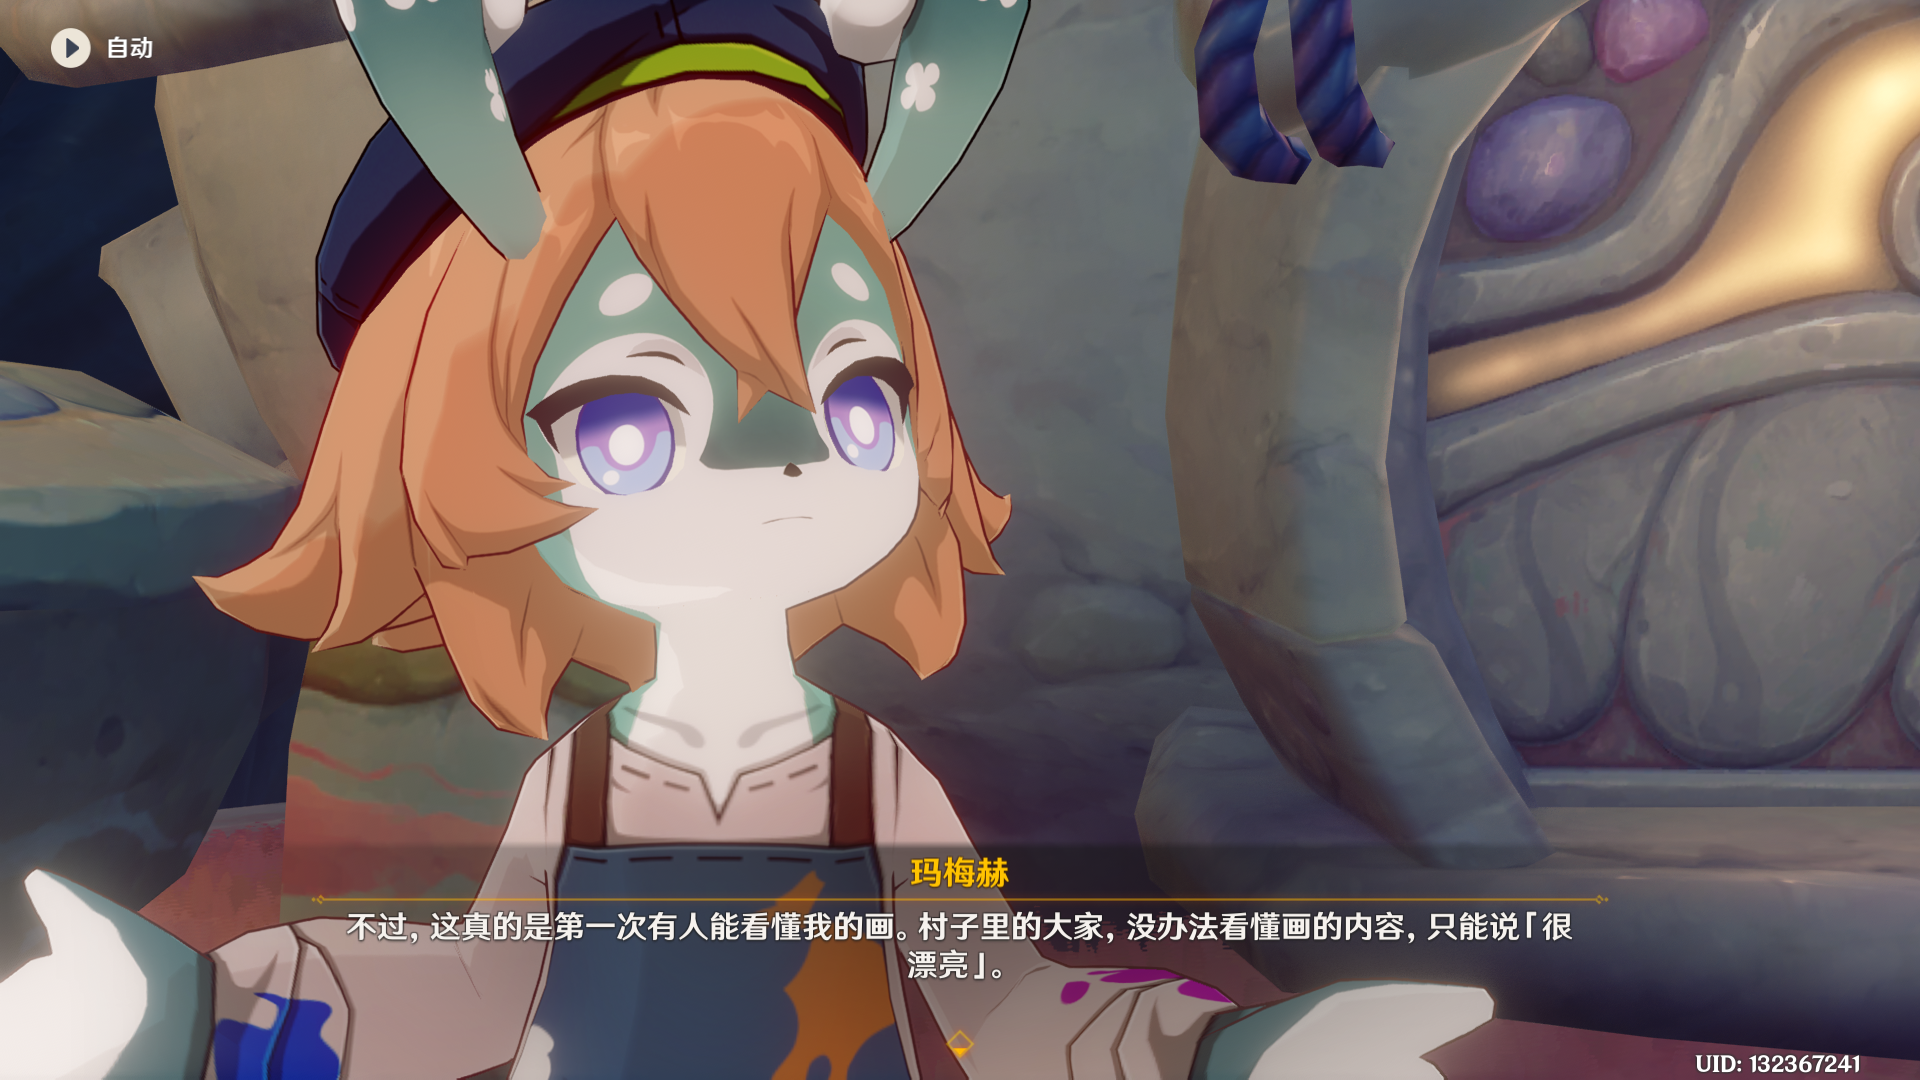 自动
玛梅赫
不过，这真的是第一次有人能看懂我的画。村子里的大家，没办法看懂画的内容，只能说「很
漂亮」。
UID: 132367241